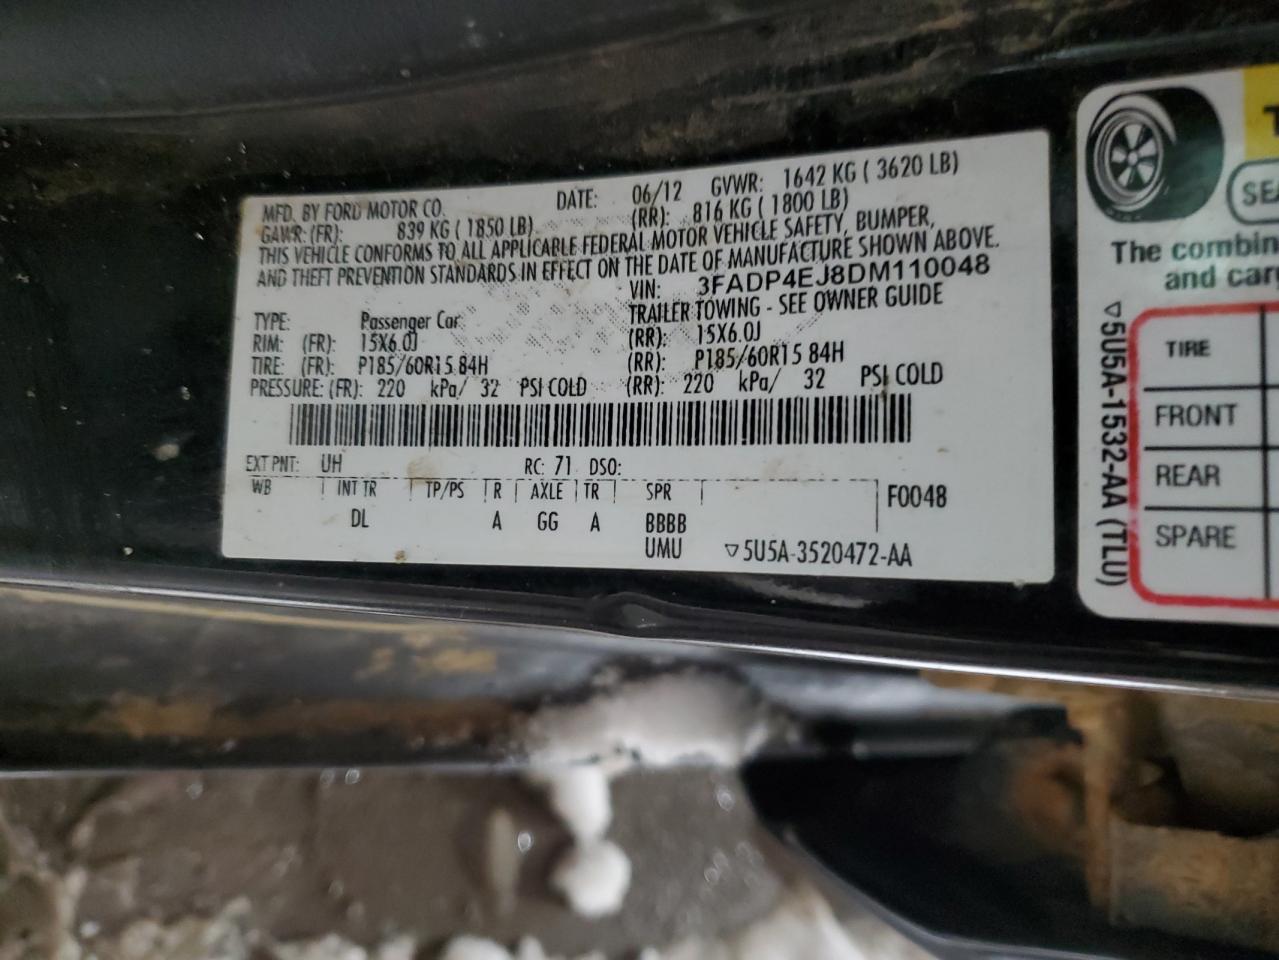 MFD. BY FORD MOTOR CO. DATE: 06/12 GVWR: 1642 KG ( 3620 LB)
GAWR: (FR): 839 KG ( 1850 LB) (RR): 816 KG ( 1800 LB)
THIS VEHICLE CONFORMS TO ALL APPLICABLE FEDERAL MOTOR VEHICLE SAFETY, BUMPER,
AND THEFT PREVENTION STANDARDS IN EFFECT ON THE DATE OF MANUFACTURE SHOWN ABOVE.
VIN: 3FADP4EJ8DM110048
TYPE: Passenger Car TRAILER TOWING - SEE OWNER GUIDE
RIM: (FR): 15X6.0J (RR): 15X6.0J
TIRE: (FR): P185/60R15 84H (RR): P185/60R15 84H
PRESSURE: (FR): 220 kPa/ 32 PSI COLD (RR): 220 kPa/ 32 PSI COLD
EXT PNT: UH RC: 71 DSO:
WB INT TR TP/PS R AXLE TR SPR F0048
DL A GG A BBBB
UMU ▽5U5A-3520472-AA
SEA
The combin
and car
▽5U5A-1532-AA (TLU)
TIRE
FRONT
REAR
SPARE